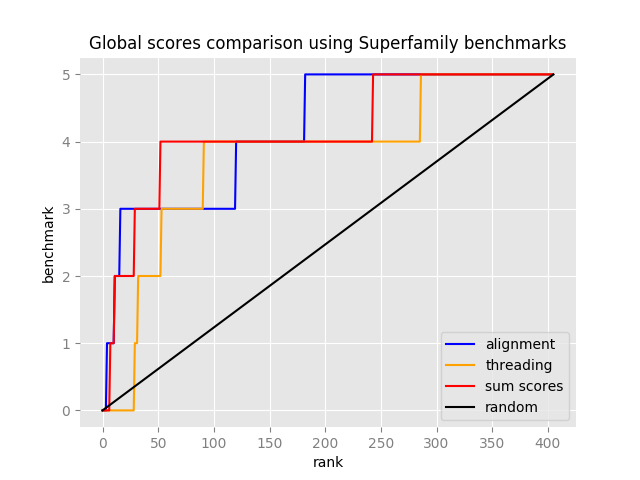 Global scores comparison using Superfamily benchmarks
5
4
3
2
1
0
benchmark
0 50 100 150 200 250 300 350 400
rank
alignment
threading
sum scores
random